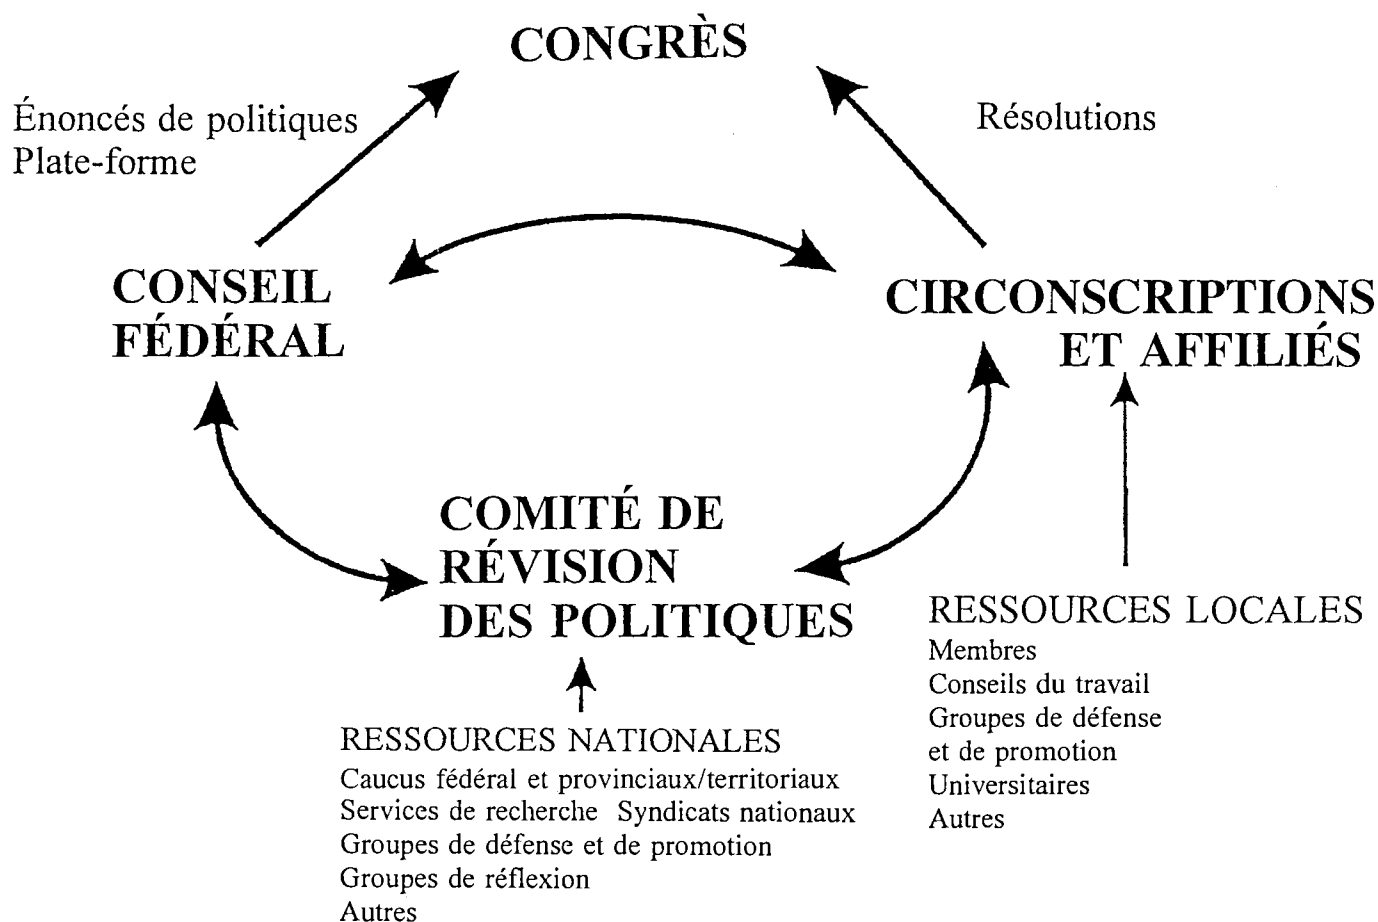 CONGRÈS
Énoncés de politiques
Plate-forme
Résolutions
CONSEIL
FÉDÉRAL
CIRCONSCRIPTIONS
ET AFFILIÉS
COMITÉ DE
RÉVISION
DES POLITIQUES
RESSOURCES LOCALES
Membres
Conseils du travail
Groupes de défense
et de promotion
Universitaires
Autres
RESSOURCES NATIONALES
Caucus fédéral et provinciaux/territoriaux
Services de recherche Syndicats nationaux
Groupes de défense et de promotion
Groupes de réflexion
Autres